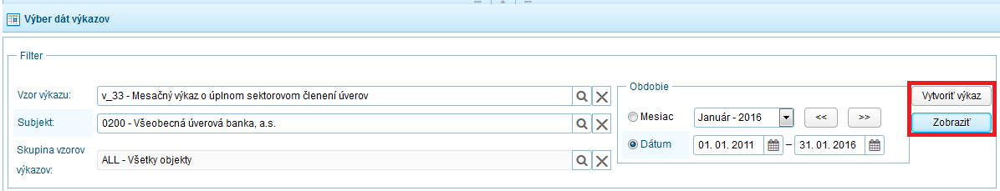 Výber dát výkazov
Filter
Vzor výkazu: v_33 - Mesačný výkaz o úplnom sektorovom členení úverov
Subjekt: 0200 - Všeobecná úverová banka, a.s.
Skupina vzorov
výkazov: ALL - Všetky objekty
Obdobie
Mesiac Január - 2016 << >>
Dátum 01. 01. 2011 – 31. 01. 2016
Vytvoriť výkaz
Zobraziť